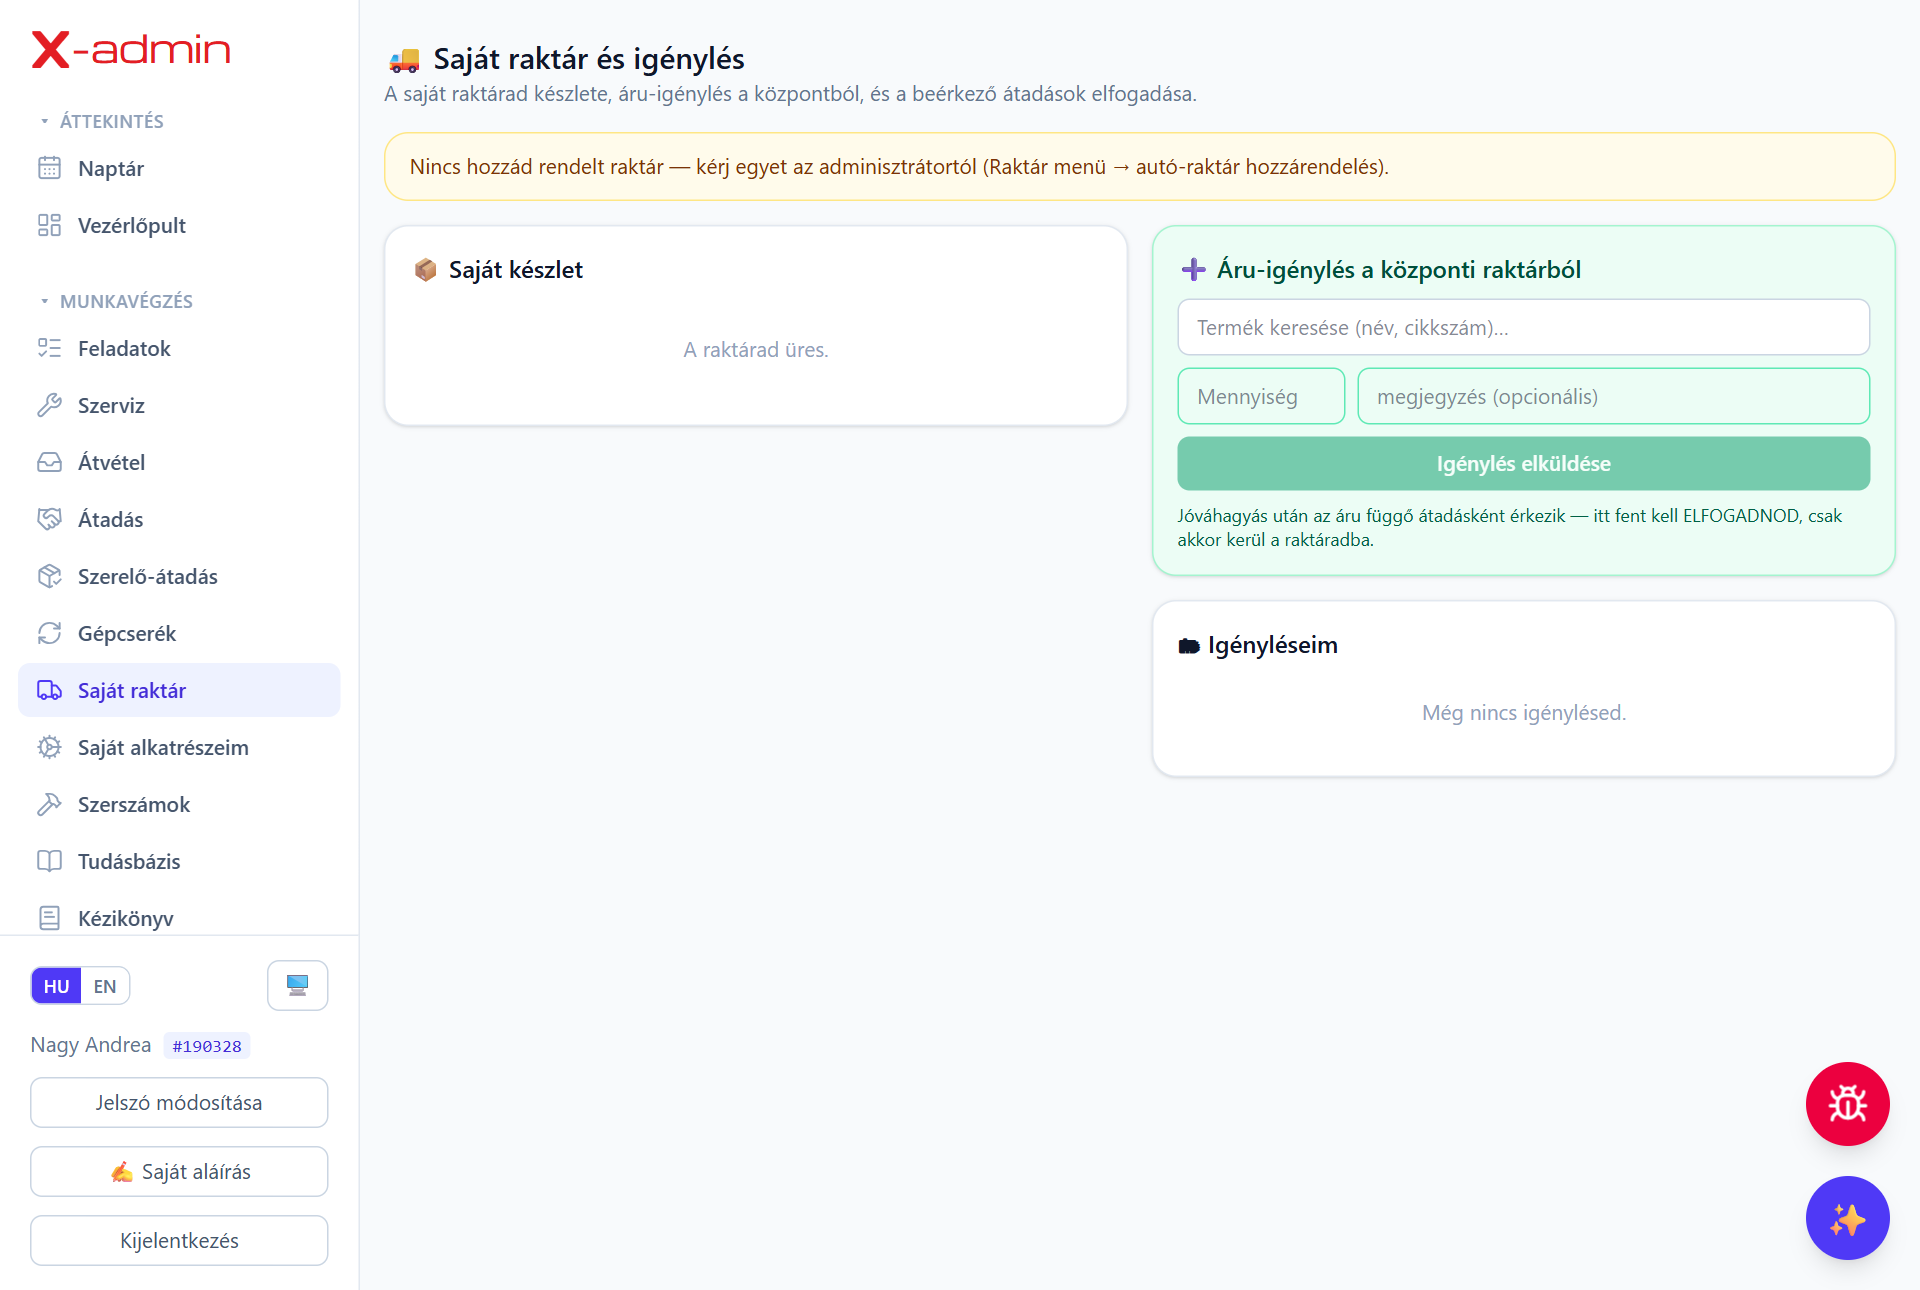 X-admin
ÁTTEKINTÉS
Naptár
Vezérlőpult
MUNKAVÉGZÉS
Feladatok
Szerviz
Átvétel
Átadás
Szerelő-átadás
Gépcserék
Saját raktár
Saját alkatrészeim
Szerszámok
Tudásbázis
Kézikönyv
HU EN
Nagy Andrea #190328
Jelszó módosítása
Saját aláírás
Kijelentkezés
Saját raktár és igénylés
A saját raktárad készlete, áru-igénylés a központból, és a beérkező átadások elfogadása.
Nincs hozzád rendelt raktár — kérj egyet az adminisztrátortól (Raktár menü → autó-raktár hozzárendelés).
Saját készlet
A raktárad üres.
Áru-igénylés a központi raktárból
Termék keresése (név, cikkszám)...
Mennyiség megjegyzés (opcionális)
Igénylés elküldése
Jóváhagyás után az áru függő átadásként érkezik — itt fent kell ELFOGADNOD, csak
akkor kerül a raktáradba.
Igényléseim
Még nincs igénylésed.